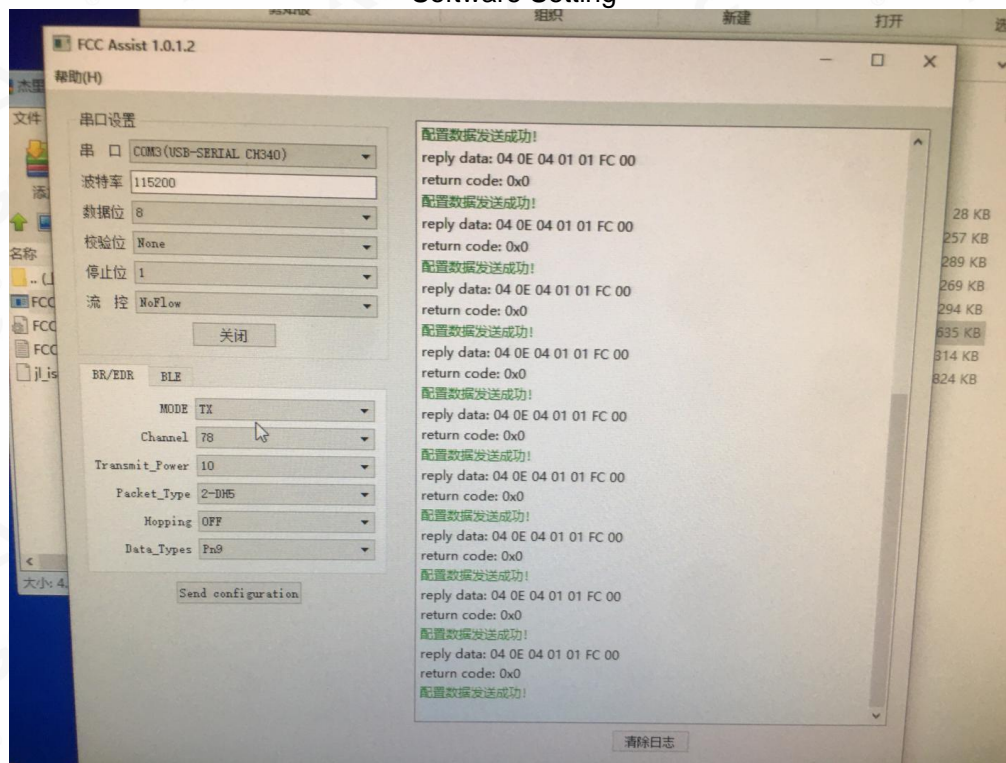 Software Setting
组织
新建
打开
FCC Assist 1.0.1.2
帮助(H)
文件
串口设置
串 口 COM3(USB-SERIAL CH340)
波特率 115200
数据位 8
校验位 None
停止位 1
流 控 NoFlow
关闭
名称
FCC
FCC
FCC
jl_is
BR/EDR BLE
MODE TX
Channel 78
Transmit_Power 10
Packet_Type 2-DH5
Hopping OFF
Data_Types Pn9
Send configuration
大小: 4.
配置数据发送成功!
reply data: 04 0E 04 01 01 FC 00
return code: 0x0
配置数据发送成功!
reply data: 04 0E 04 01 01 FC 00
return code: 0x0
配置数据发送成功!
reply data: 04 0E 04 01 01 FC 00
return code: 0x0
配置数据发送成功!
reply data: 04 0E 04 01 01 FC 00
return code: 0x0
配置数据发送成功!
reply data: 04 0E 04 01 01 FC 00
return code: 0x0
配置数据发送成功!
reply data: 04 0E 04 01 01 FC 00
return code: 0x0
配置数据发送成功!
reply data: 04 0E 04 01 01 FC 00
return code: 0x0
配置数据发送成功!
reply data: 04 0E 04 01 01 FC 00
return code: 0x0
配置数据发送成功!
reply data: 04 0E 04 01 01 FC 00
return code: 0x0
配置数据发送成功!
清除日志
28 KB
257 KB
289 KB
269 KB
294 KB
635 KB
314 KB
824 KB